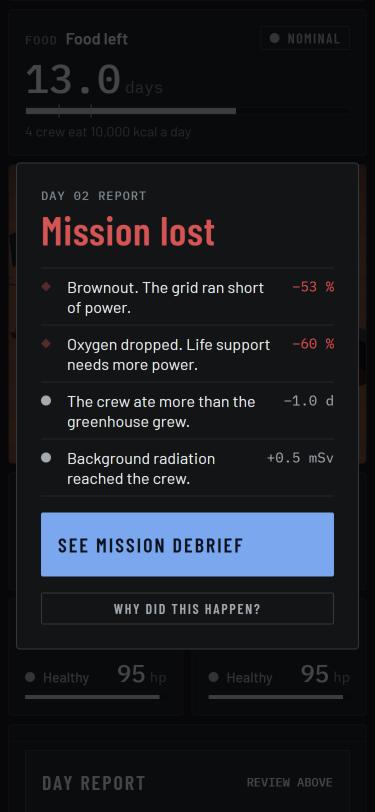 FOOD Food left
NOMINAL
13.0 days
4 crew eat 10,000 kcal a day
DAY 02 REPORT
Mission lost
Brownout. The grid ran short −53 %
of power.
Oxygen dropped. Life support −60 %
needs more power.
The crew ate more than the −1.0 d
greenhouse grew.
Background radiation +0.5 mSv
reached the crew.
SEE MISSION DEBRIEF
WHY DID THIS HAPPEN?
Healthy 95 hp
Healthy 95 hp
DAY REPORT
REVIEW ABOVE